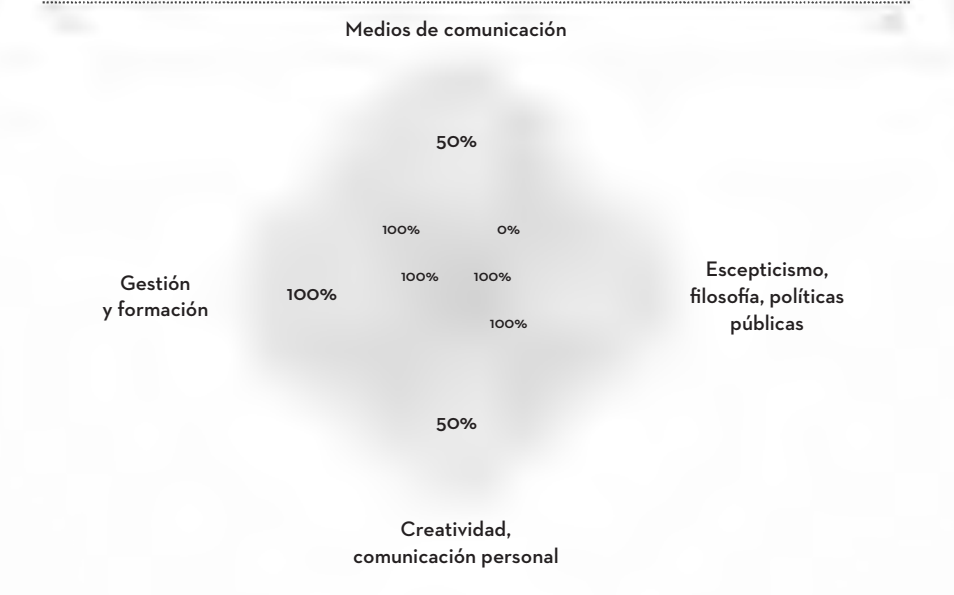 Medios de comunicación
50%
100% 0%
100% 100%
Gestión
y formación
100%
Escepticismo,
filosofía, políticas
públicas
100%
50%
Creatividad,
comunicación personal